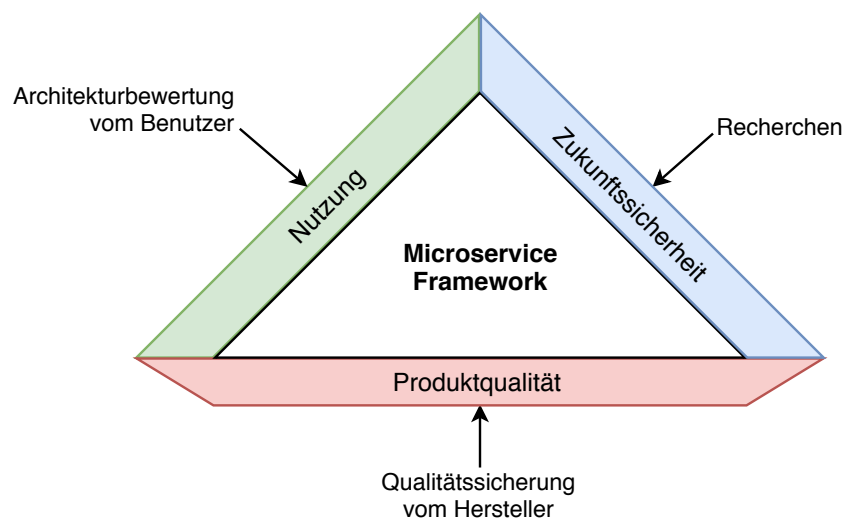 Architekturbewertung
vom Benutzer
Recherchen
Nutzung
Zukunftssicherheit
Microservice
Framework
Produktqualität
Qualitätssicherung
vom Hersteller